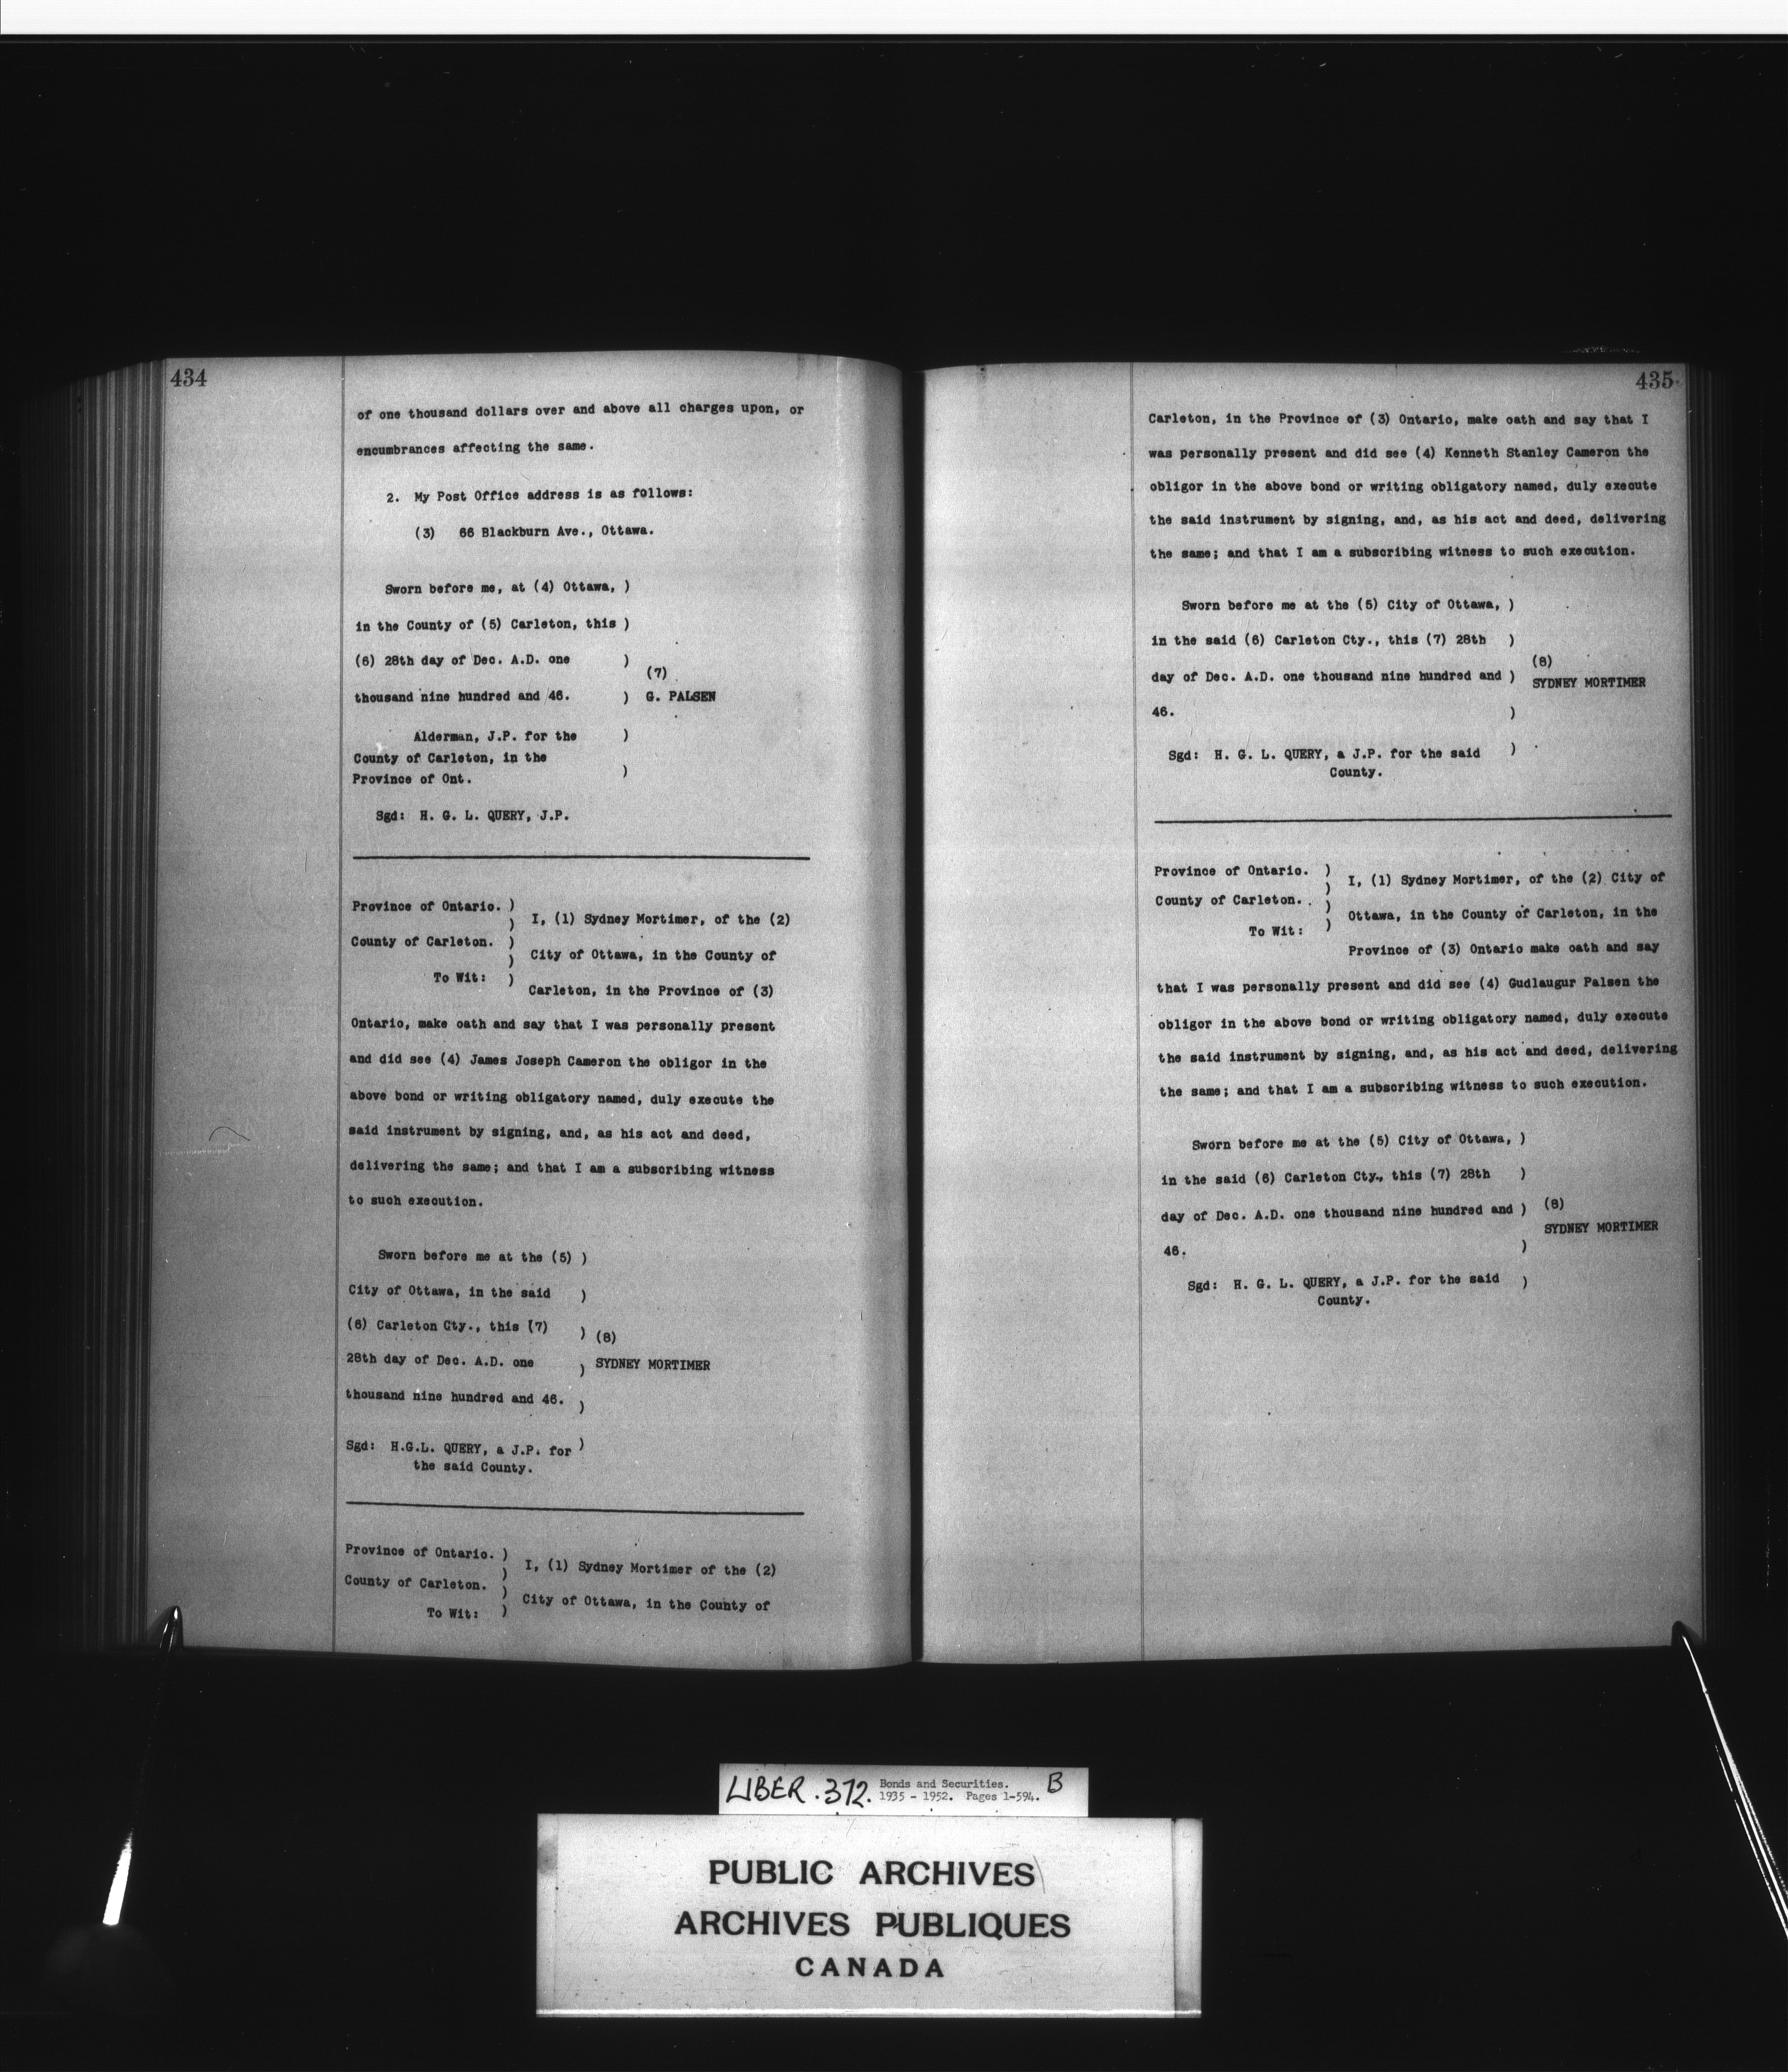 434
of one thousand dollars over and above all charges upon, or
encumbrances affecting the same.
2. My Post Office address is as follows:
(3) 66 Blackburn Ave., Ottawa.
Sworn before me, at (4) Ottawa, )
in the County of (5) Carleton, this )
(6) 28th day of Dec. A.D. one )
(7)
thousand nine hundred and 46. ) G. PALSEN
Alderman, J.P. for the )
County of Carleton, in the
Province of Ont. )
Sgd: H. G. L. QUERY, J.P.
Province of Ontario. )
) I, (1) Sydney Mortimer, of the (2)
County of Carleton. )
) City of Ottawa, in the County of
To Wit: )
Carleton, in the Province of (3)
Ontario, make oath and say that I was personally present
and did see (4) James Joseph Cameron the obligor in the
above bond or writing obligatory named, duly execute the
said instrument by signing, and, as his act and deed,
delivering the same; and that I am a subscribing witness
to such execution.
Sworn before me at the (5) )
City of Ottawa, in the said )
(6) Carleton Cty., this (7) ) (8)
28th day of Dec. A.D. one ) SYDNEY MORTIMER
thousand nine hundred and 46. )
Sgd: H.G.L. QUERY, a J.P. for )
the said County.
Province of Ontario. )
) I, (1) Sydney Mortimer of the (2)
County of Carleton. )
City of Ottawa, in the County of
To Wit: )
435
Carleton, in the Province of (3) Ontario, make oath and say that I
was personally present and did see (4) Kenneth Stanley Cameron the
obligor in the above bond or writing obligatory named, duly execute
the said instrument by signing, and, as his act and deed, delivering
the same; and that I am a subscribing witness to such execution.
Sworn before me at the (5) City of Ottawa, )
in the said (6) Carleton Cty., this (7) 28th )
(8)
day of Dec. A.D. one thousand nine hundred and ) SYDNEY MORTIMER
46. )
Sgd: H. G. L. QUERY, a J.P. for the said )
County.
Province of Ontario. )
) I, (1) Sydney Mortimer, of the (2) City of
County of Carleton. . )
Ottawa, in the County of Carleton, in the
To Wit: )
Province of (3) Ontario make oath and say
that I was personally present and did see (4) Gudlaugur Palsen the
obligor in the above bond or writing obligatory named, duly execute
the said instrument by signing, and, as his act and deed, delivering
the same; and that I am a subscribing witness to such execution.
Sworn before me at the (5) City of Ottawa, )
in the said (6) Carleton Cty., this (7) 28th )
day of Dec. A.D. one thousand nine hundred and ) (8)
SYDNEY MORTIMER
46. )
Sgd: H. G. L. QUERY, a J.P. for the said )
County.
LIBER. 372. Bonds and Securities. B
1935 - 1952. Pages 1-594.
PUBLIC ARCHIVES
ARCHIVES PUBLIQUES
CANADA